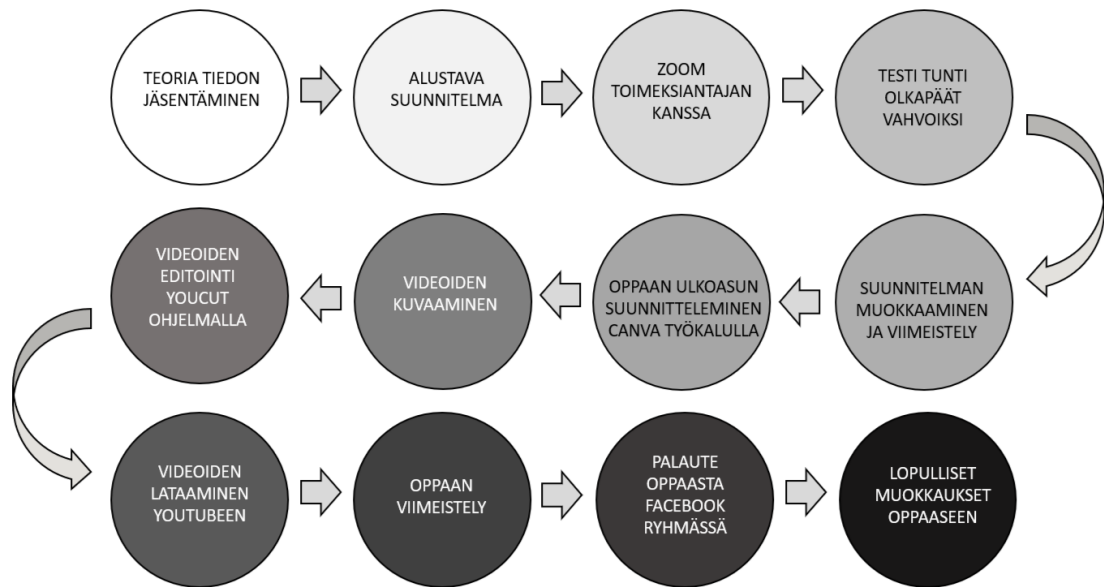 TEORIA TIEDON
JÄSENTÄMINEN
ALUSTAVA
SUUNNITELMA
ZOOM
TOIMEKSIANTAJAN
KANSSA
TESTI TUNTI
OLKAPÄÄT
VAHVOIKSI
SUUNNITELMAN
MUOKKAAMINEN
JA VIIMEISTELY
OPPAAN ULKOASUN
SUUNNITTELEMINEN
CANVA TYÖKALULLA
VIDEOIDEN
KUVAAMINEN
VIDEOIDEN
EDITOINTI
YOUCUT
OHJELMALLA
VIDEOIDEN
LATAAMINEN
YOUTUBEEN
OPPAAN
VIIMEISTELY
PALAUTE
OPPAASTA
FACEBOOK
RYHMÄSSÄ
LOPULLISET
MUOKKAUKSET
OPPAASEEN